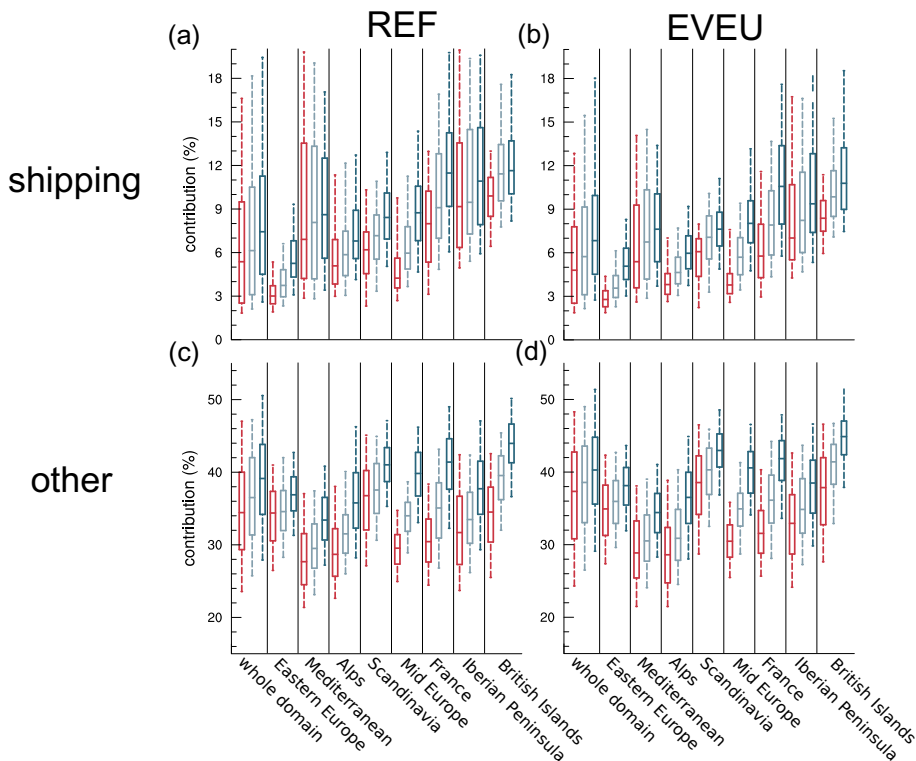 REF
EVEU
(a)
(b)
shipping
contribution (%)
18
15
12
9
6
3
0
contribution (%)
18
15
12
9
6
3
0
(c)
(d)
other
contribution (%)
50
40
30
20
contribution (%)
50
40
30
20
whole domain
Eastern Europe
Mediterranean
Alps
Scandinavia
Mid Europe
France
Iberian Peninsula
British Islands
whole domain
Eastern Europe
Mediterranean
Alps
Scandinavia
Mid Europe
France
Iberian Peninsula
British Islands